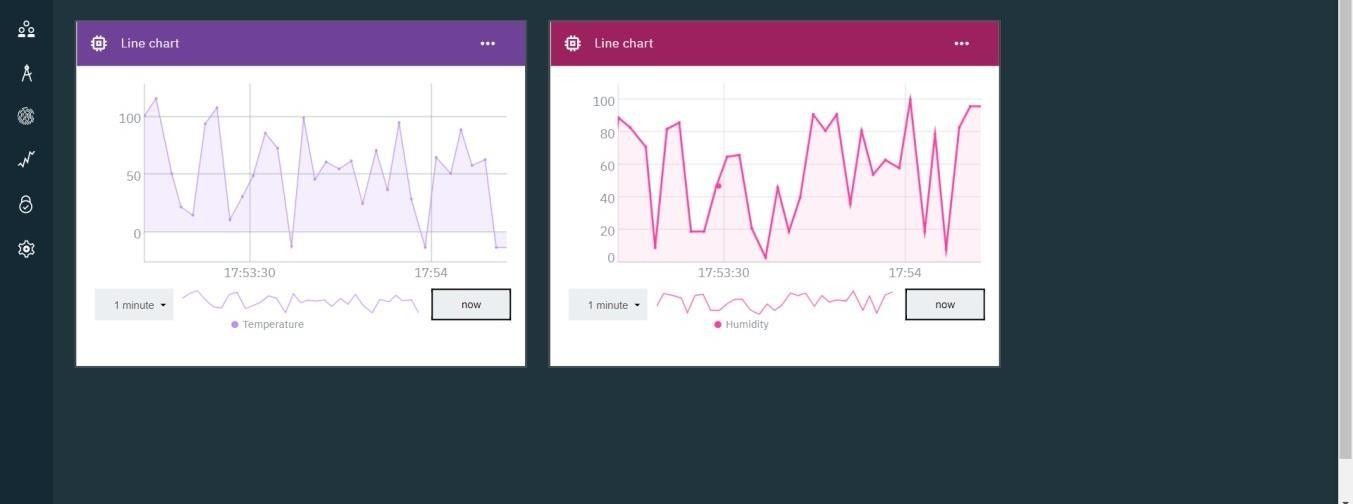 Line chart
100
50
0
17:53:30 17:54
1 minute
now
Temperature
Line chart
100
80
60
40
20
0
17:53:30 17:54
1 minute
now
Humidity